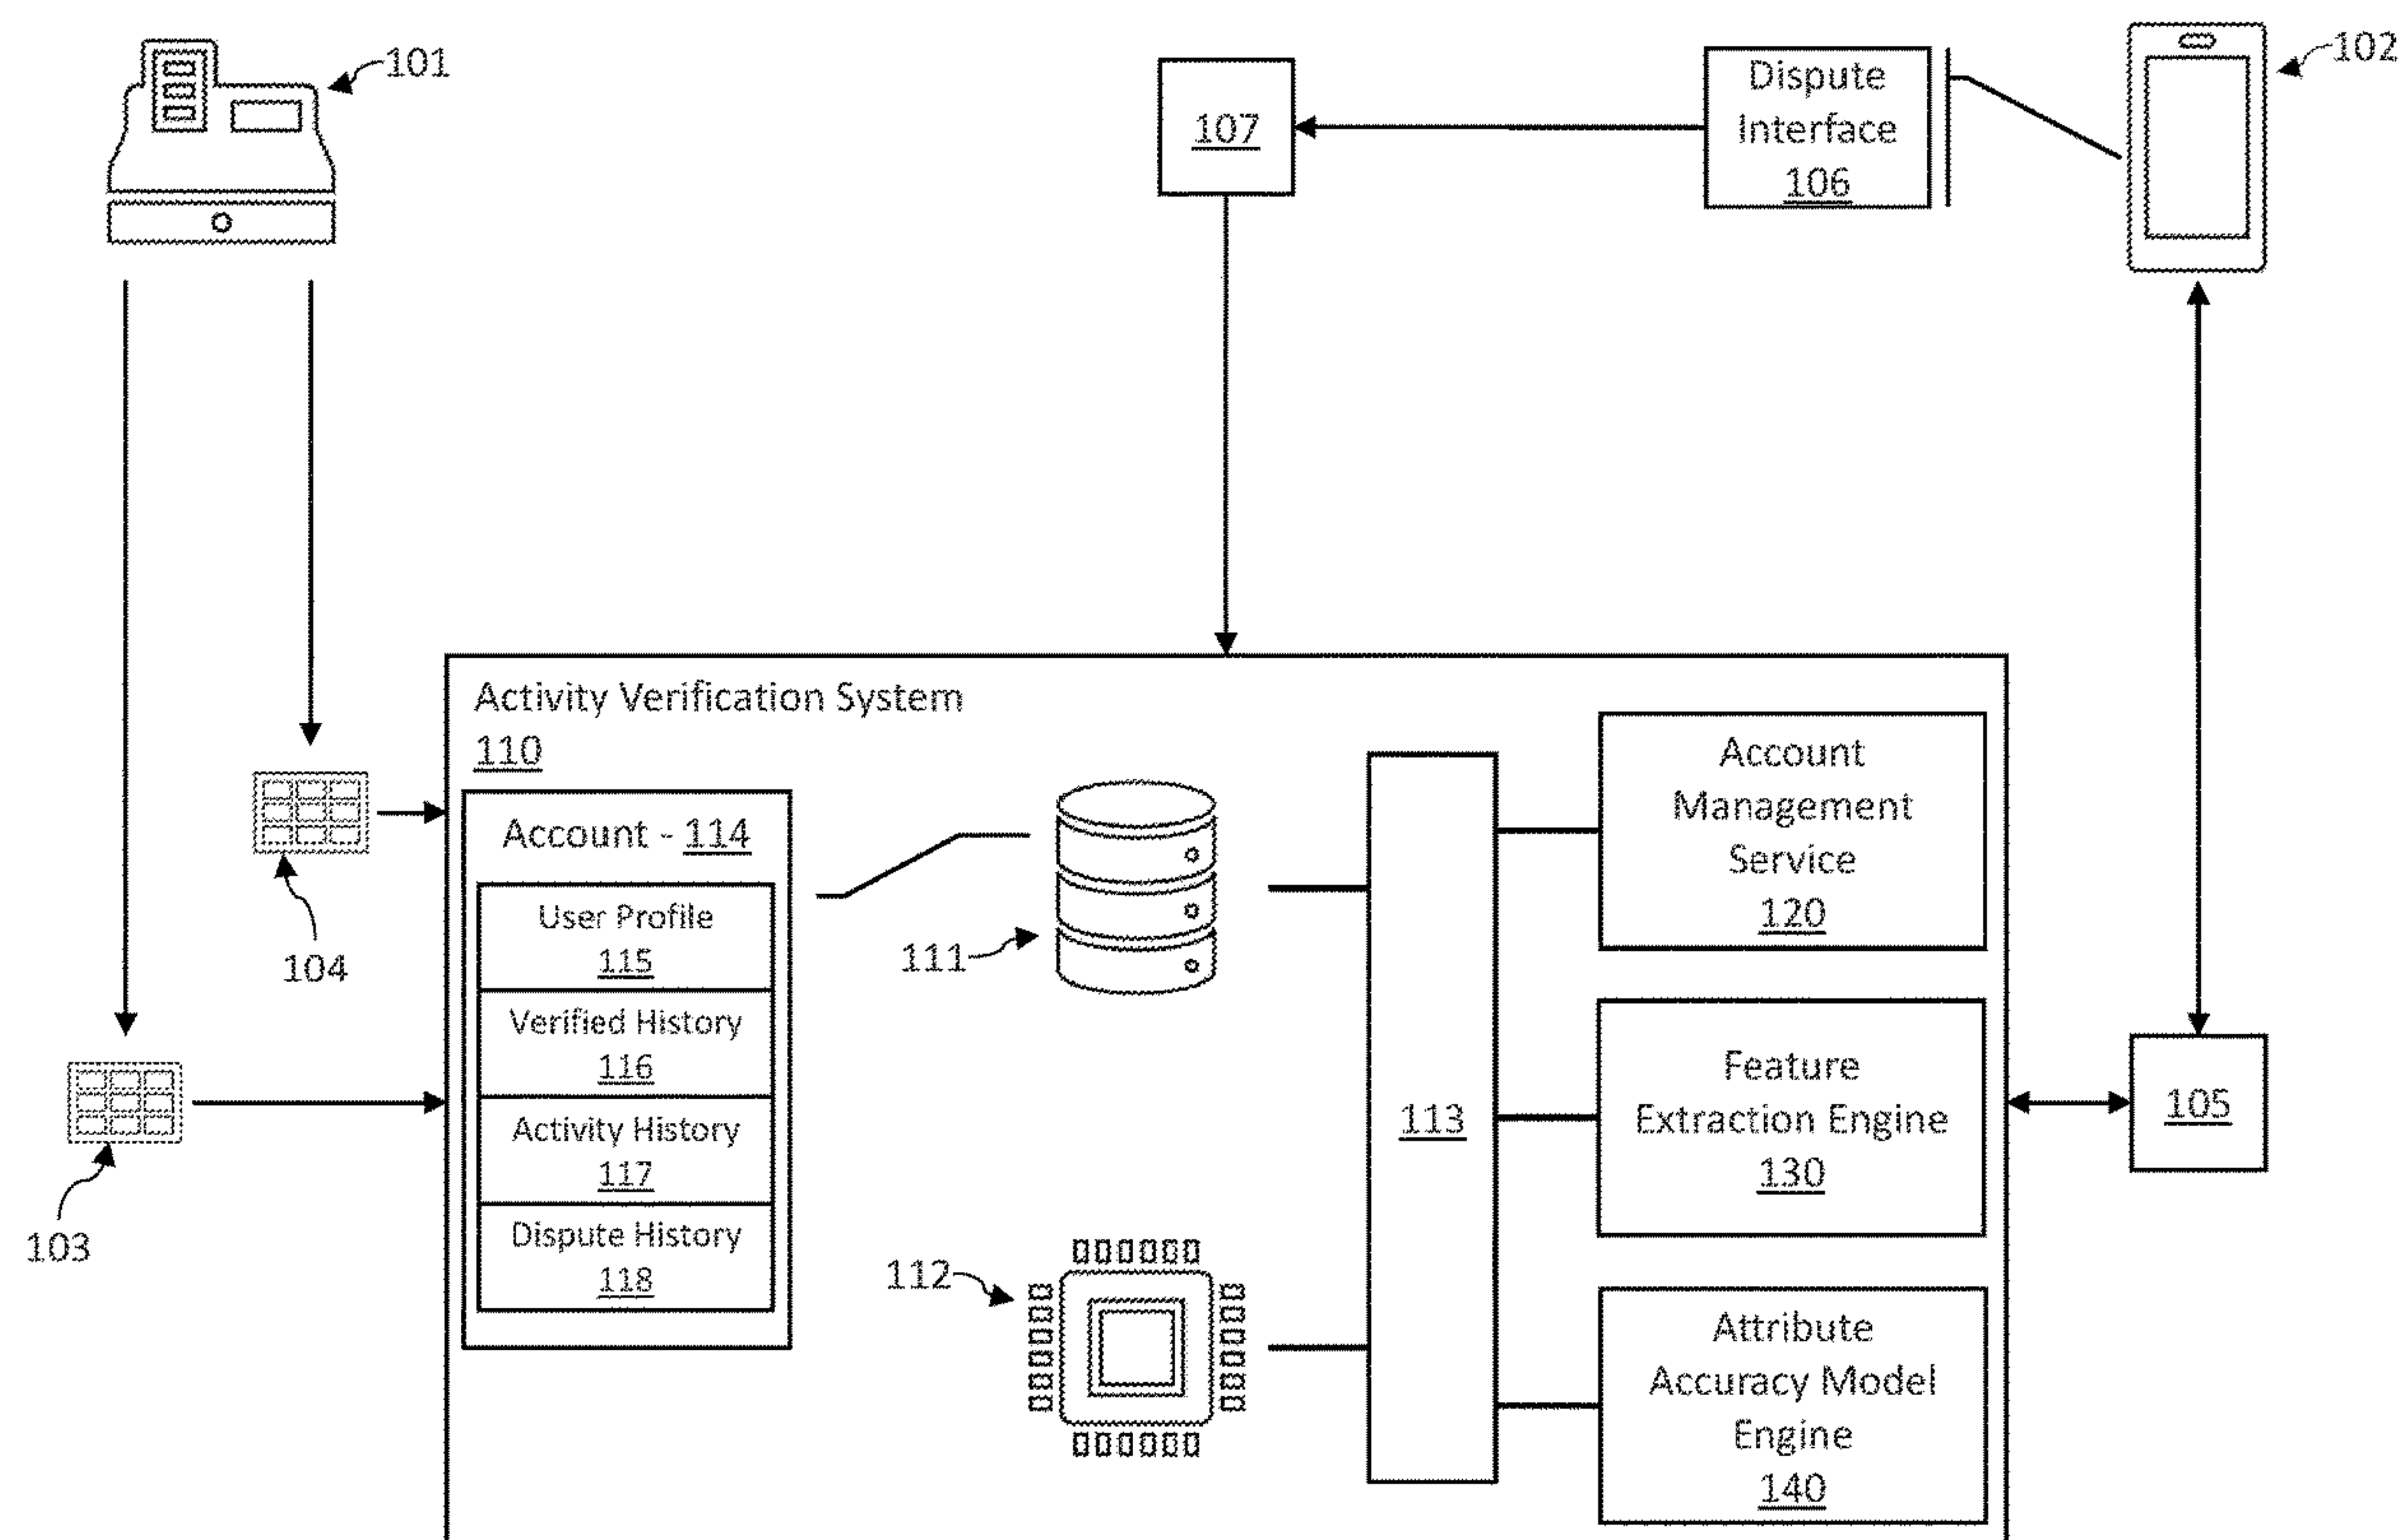 101
107
Dispute
Interface
106
102
Activity Verification System
110
Account - 114
User Profile
115
Verified History
116
Activity History
117
Dispute History
118
104
103
111
112
113
Account
Management
Service
120
Feature
Extraction Engine
130
Attribute
Accuracy Model
Engine
140
105